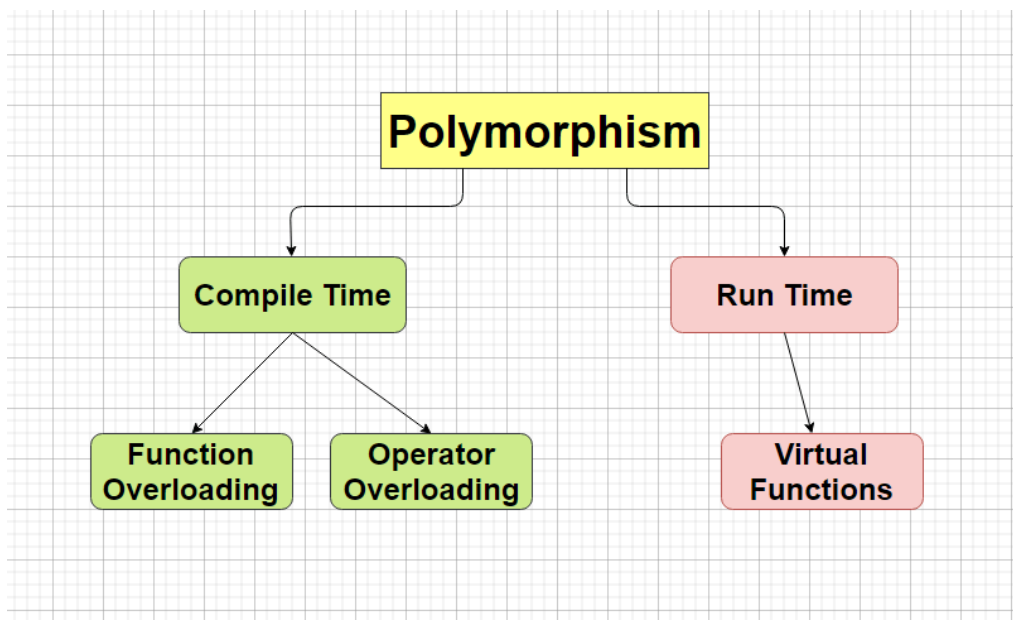 Polymorphism
Compile Time
Run Time
Function
Overloading
Operator
Overloading
Virtual
Functions